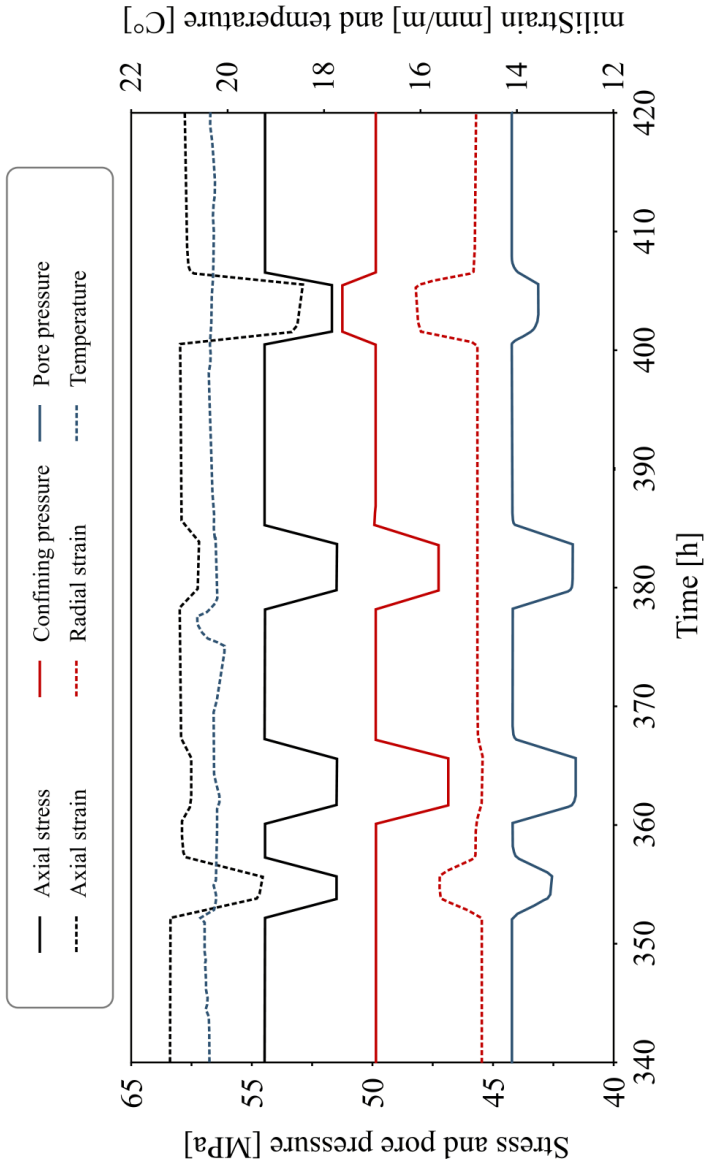 Axial stress
Confining pressure
Pore pressure
Axial strain
Radial strain
Temperature
Stress and pore pressure [MPa]
65
55
50
45
40
miliStrain [mm/m] and temperature [C°]
22
20
18
16
14
12
340
350
360
370
380
390
400
410
420
Time [h]